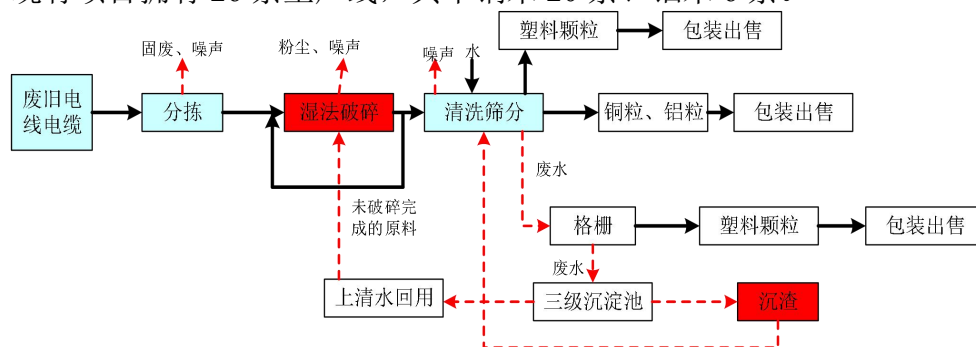 塑料颗粒
包装出售
固废、噪声
粉尘、噪声
噪声
水
废旧电
线电缆
分拣
湿法破碎
清洗筛分
铜粒、铝粒
包装出售
废水
未破碎完
成的原料
格栅
塑料颗粒
包装出售
废水
上清水回用
三级沉淀池
沉渣